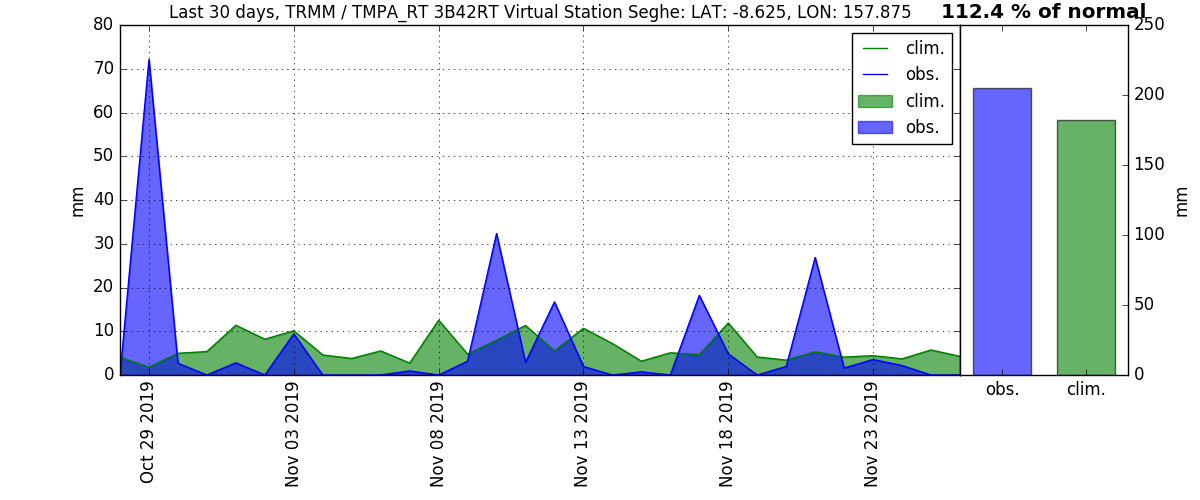 Last 30 days, TRMM / TMPA_RT 3B42RT Virtual Station Seghe: LAT: -8.625, LON: 157.875
112.4 % of normal
80
70
60
50
40
30
20
10
0
mm
clim.
obs.
clim.
obs.
250
200
150
100
50
0
mm
Oct 29 2019
Nov 03 2019
Nov 08 2019
Nov 13 2019
Nov 18 2019
Nov 23 2019
obs.
clim.